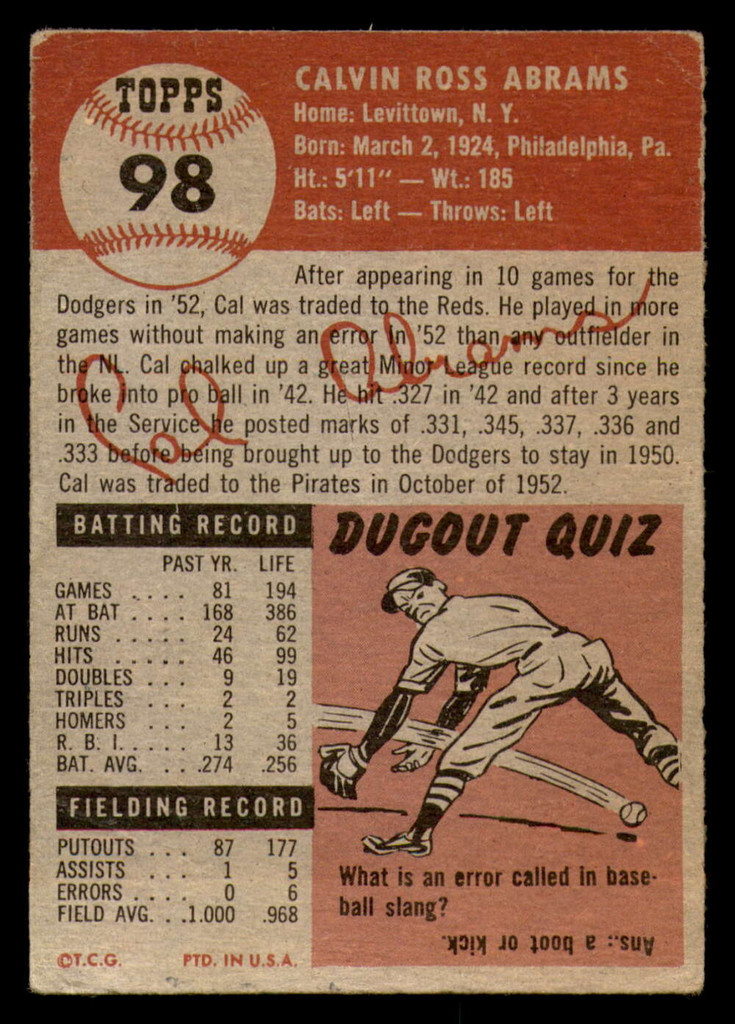 TOPPS
98
CALVIN ROSS ABRAMS
Home: Levittown, N. Y.
Born: March 2, 1924, Philadelphia, Pa.
Ht.: 5'11" — Wt.: 185
Bats: Left — Throws: Left
After appearing in 10 games for the
Dodgers in '52, Cal was traded to the Reds. He played in more
games without making an error in '52 than any outfielder in
the NL. Cal chalked up a great Minor League record since he
broke into pro ball in '42. He hit .327 in '42 and after 3 years
in the Service he posted marks of .331, .345, .337, .336 and
.333 before being brought up to the Dodgers to stay in 1950.
Cal was traded to the Pirates in October of 1952.
Cal Abrams
BATTING RECORD
PAST YR. LIFE
GAMES . . . . 81 194
AT BAT . . . . 168 386
RUNS . . . . . 24 62
HITS . . . . . 46 99
DOUBLES . . . 9 19
TRIPLES . . . 2 2
HOMERS . . . 2 5
R. B. I. . . . . 13 36
BAT. AVG. . . .274 .256
FIELDING RECORD
PUTOUTS . . . 87 177
ASSISTS . . . 1 5
ERRORS . . . . 0 6
FIELD AVG. . .1.000 .968
©T.C.G. PTD. IN U.S.A.
DUGOUT QUIZ
What is an error called in base-
ball slang?
Ans.: a boot or kick.